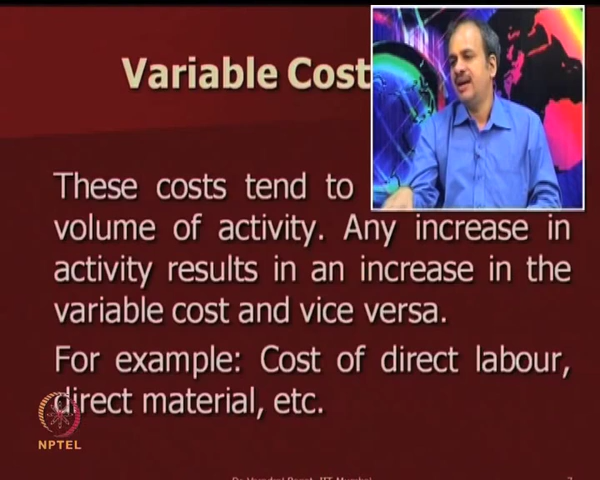 Variable Cost
These costs tend to
volume of activity. Any increase in
activity results in an increase in the
variable cost and vice versa.
For example: Cost of direct labour,
direct material, etc.
NPTEL